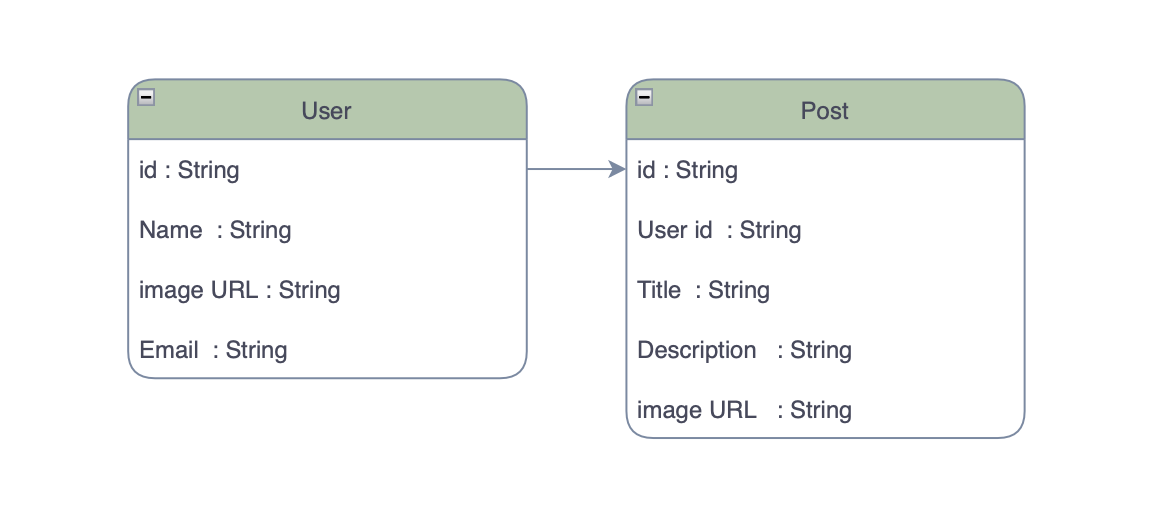 User
id : String
Name : String
image URL : String
Email : String
Post
id : String
User id : String
Title : String
Description : String
image URL : String